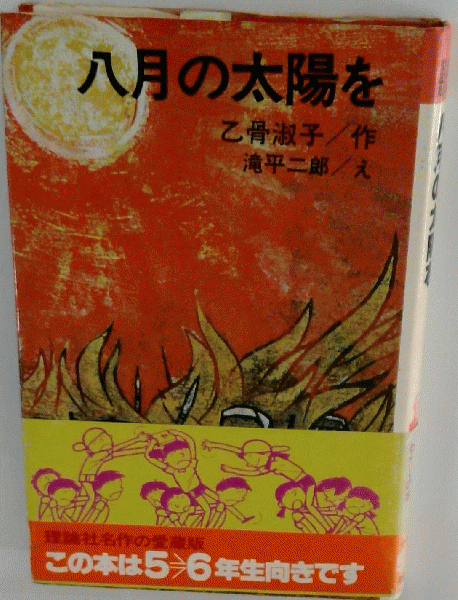 八月の太陽を
乙骨淑子／作
滝平二郎／え
理論社名作の愛蔵版
この本は5→6年生向きです